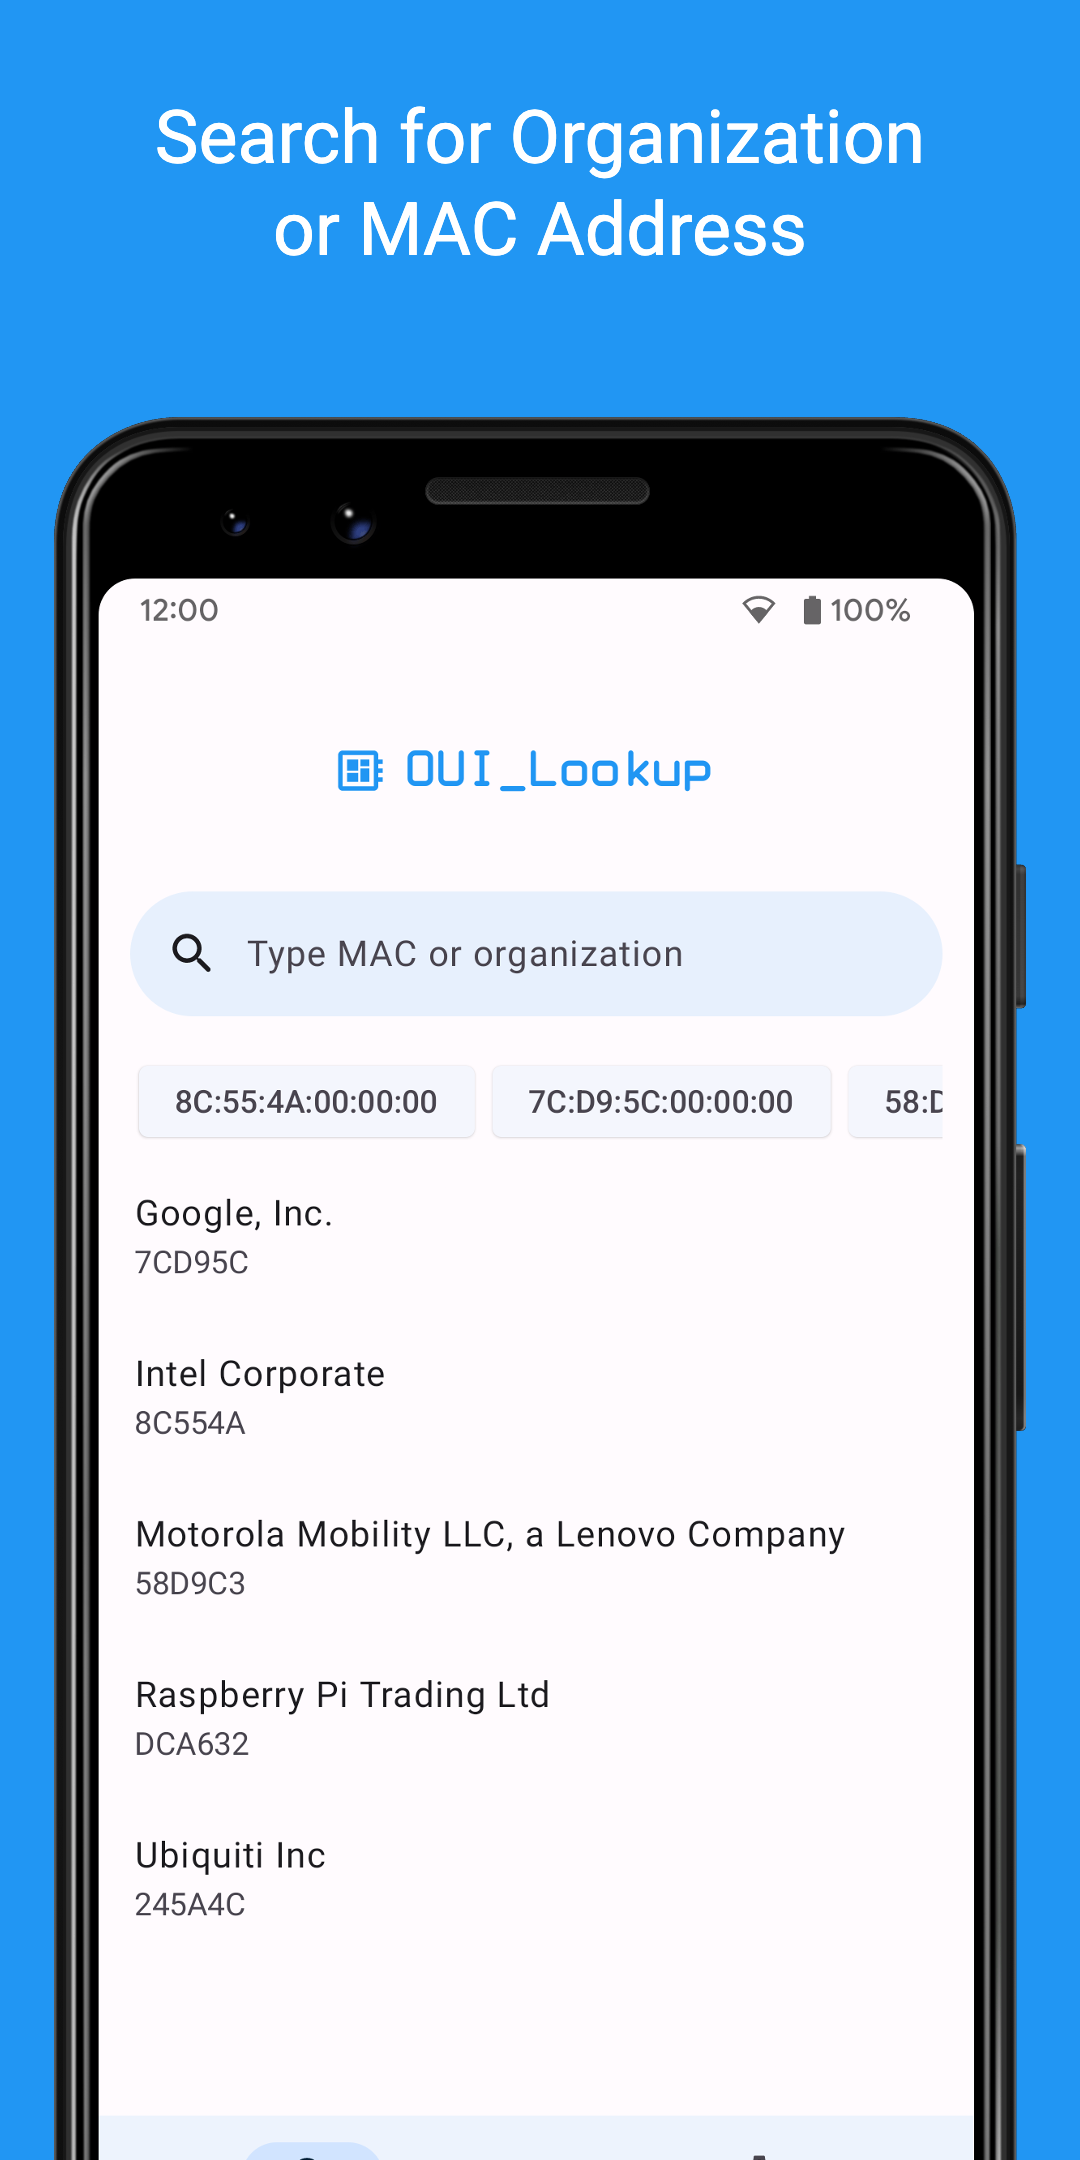 Search for Organization
or MAC Address
12:00 100%
OUI_Lookup
Type MAC or organization
8C:55:4A:00:00:00 7C:D9:5C:00:00:00 58:D
Google, Inc.
7CD95C
Intel Corporate
8C554A
Motorola Mobility LLC, a Lenovo Company
58D9C3
Raspberry Pi Trading Ltd
DCA632
Ubiquiti Inc
245A4C